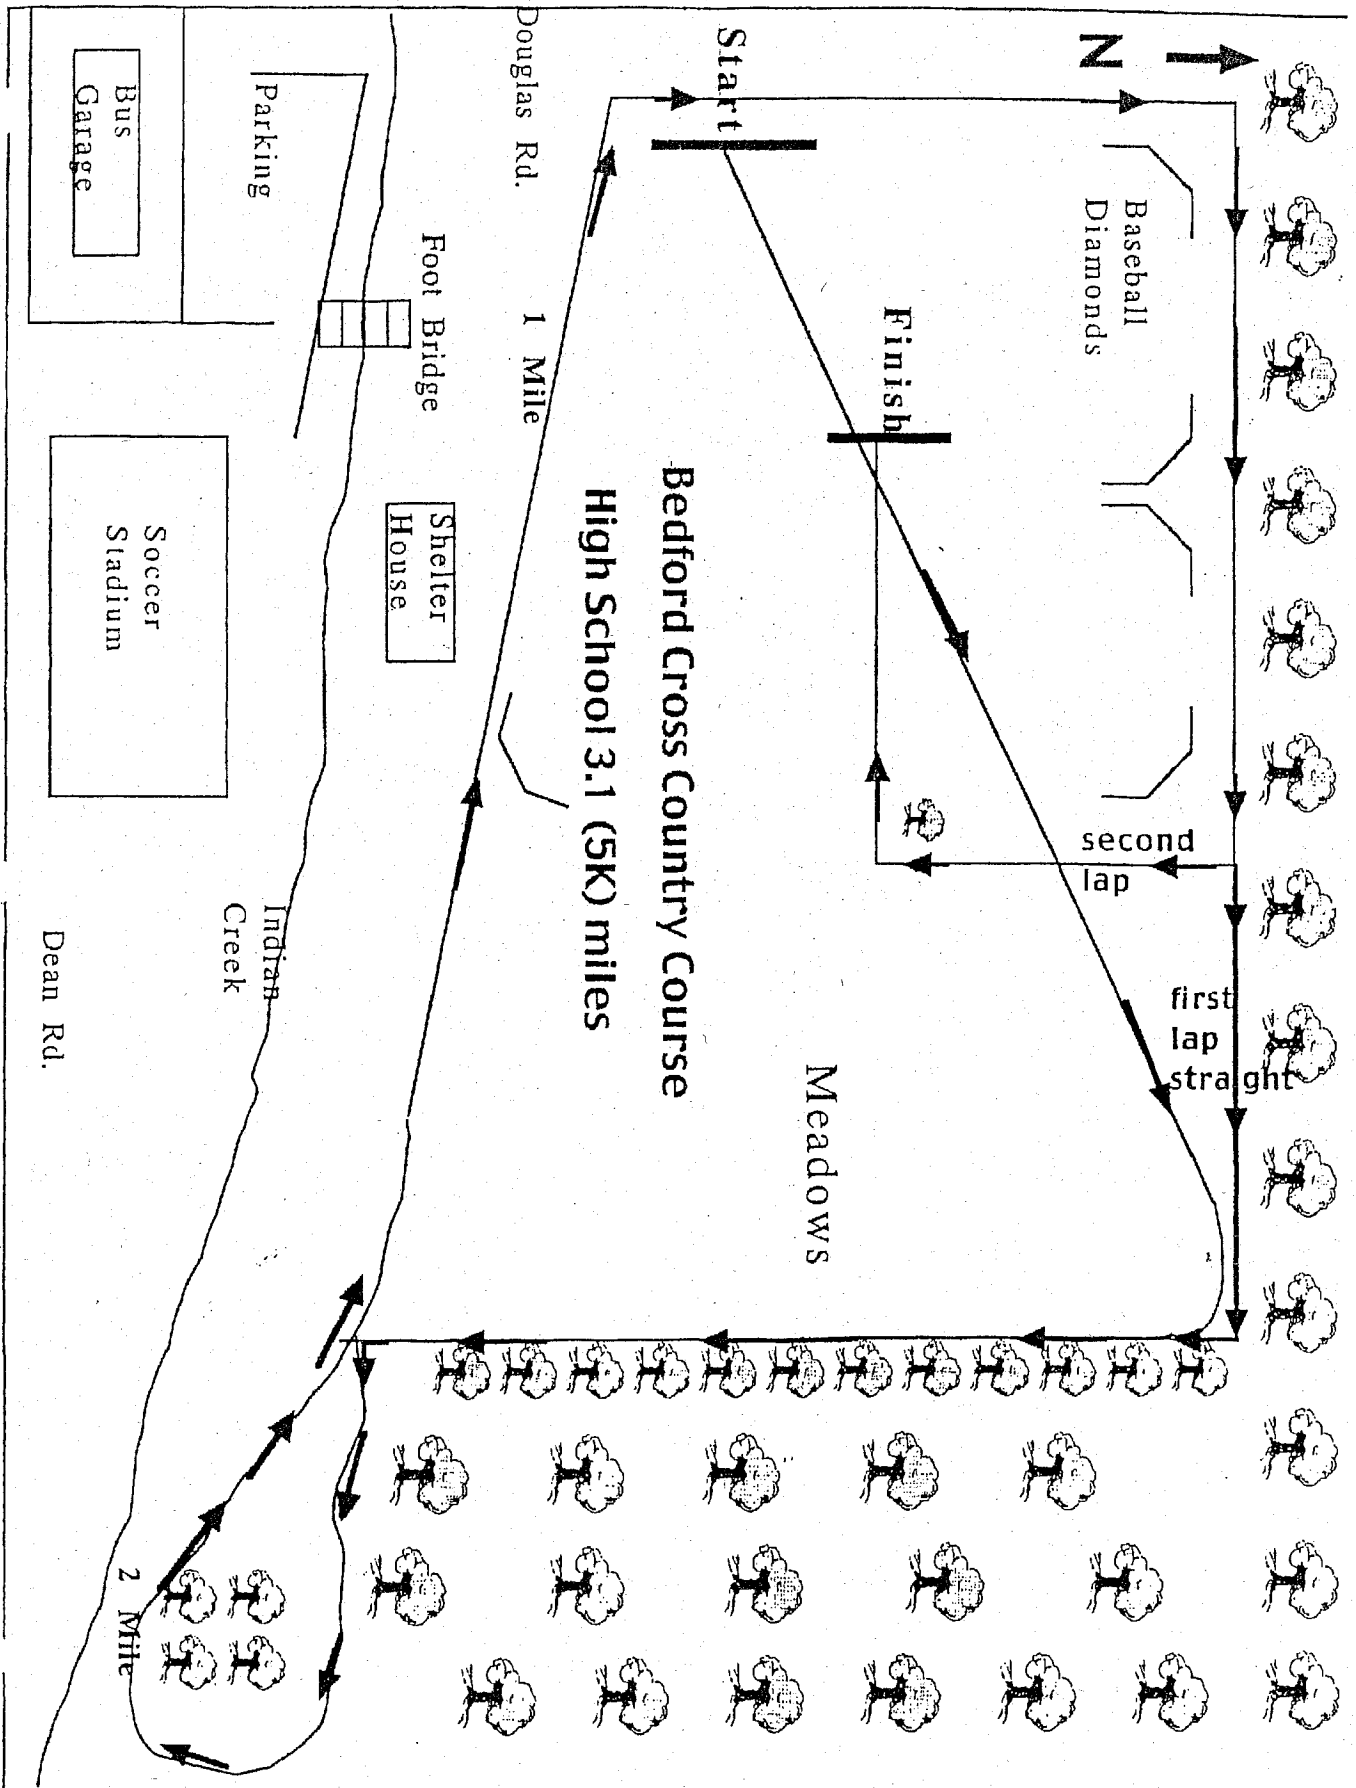 N
Start
Douglas Rd.
Bus
Garage
Parking
Baseball
Diamonds
Finish
Foot Bridge
1 Mile
Bedford Cross Country Course
High School 3.1 (5K) miles
Shelter
House
Soccer
Stadium
second
lap
first
lap
straight
Meadows
Indian
Creek
Dean Rd.
2 Mile